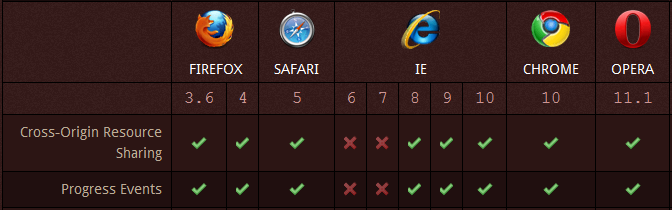 FIREFOX SAFARI IE CHROME OPERA
3.6 4 5 6 7 8 9 10 10 11.1
Cross-Origin Resource
Sharing
Progress Events